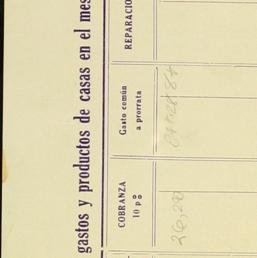 gastos y productos de casas en el mes
REPARACIO
Gasto común
a prorrata
COBRANZA
10 p o
26,20